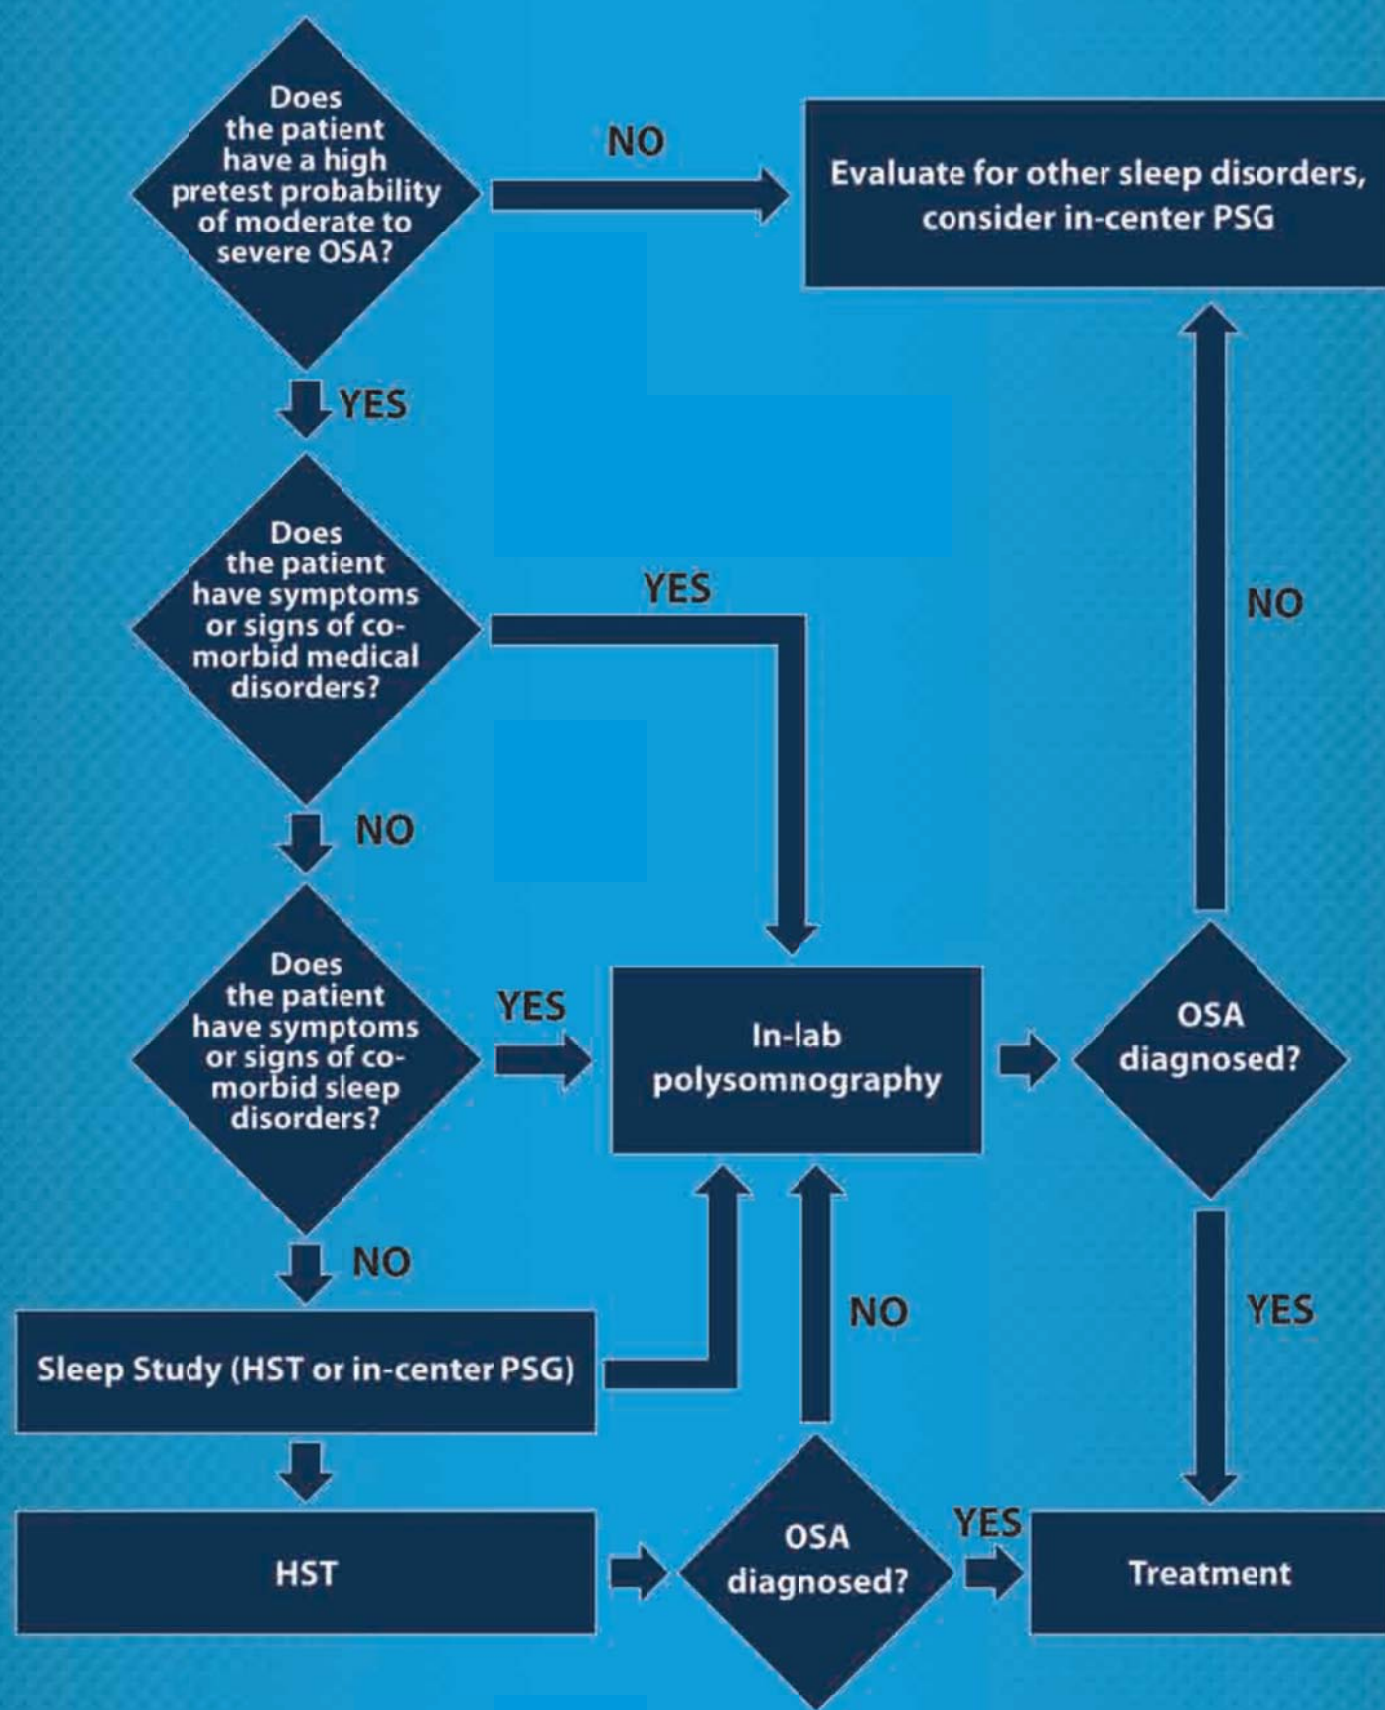 Does
the patient
have a high
pretest probability
of moderate to
severe OSA?
NO
Evaluate for other sleep disorders,
consider in-center PSG
YES
Does
the patient
have symptoms
or signs of co-
morbid medical
disorders?
YES
NO
NO
Does
the patient
have symptoms
or signs of co-
morbid sleep
disorders?
YES
In-lab
polysomnography
OSA
diagnosed?
NO
NO
YES
Sleep Study (HST or in-center PSG)
HST
OSA
diagnosed?
YES
Treatment